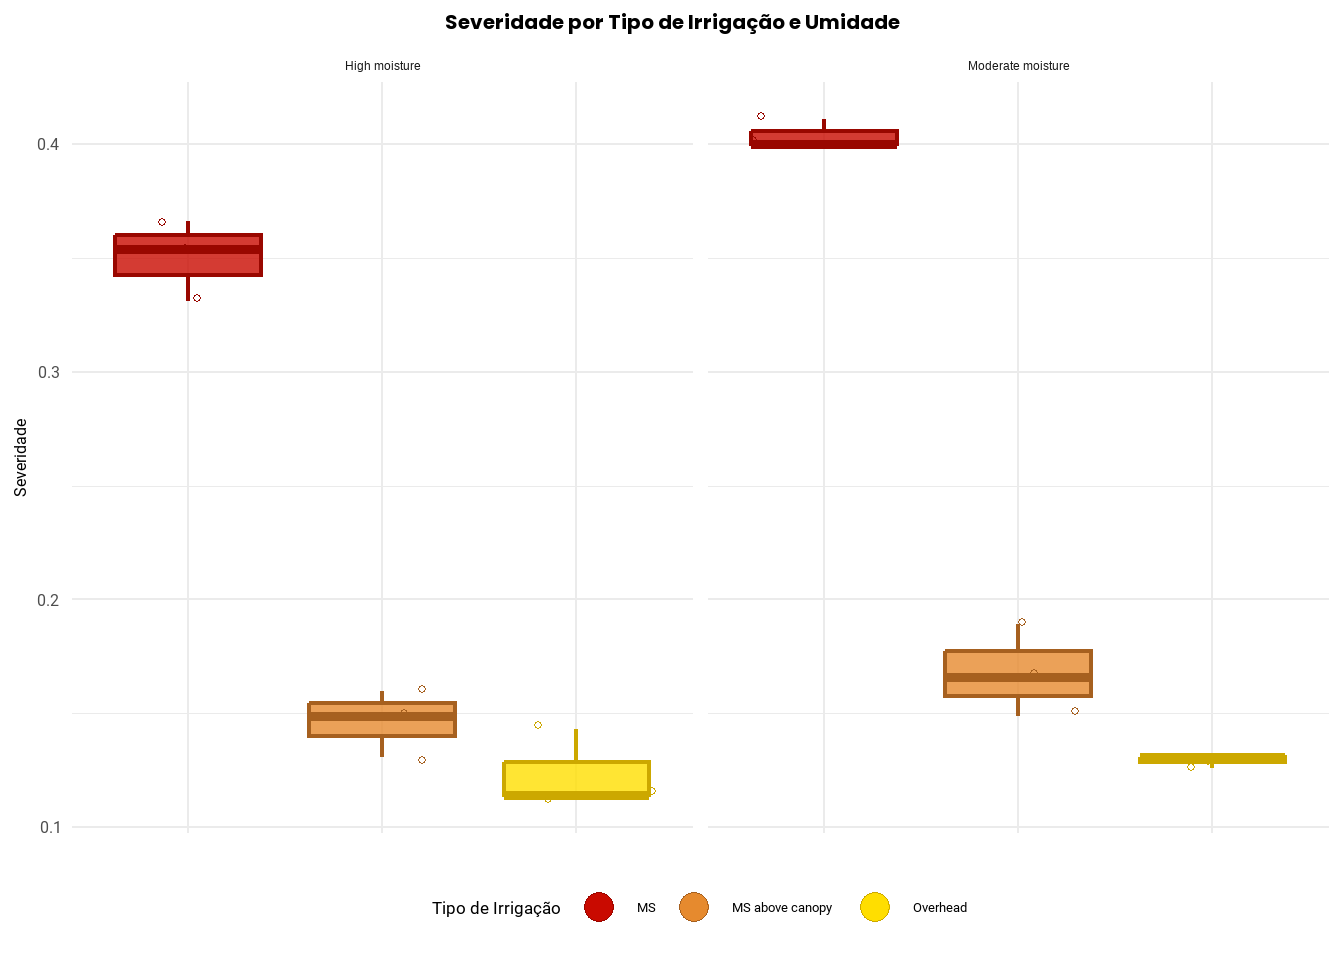 Severidade por Tipo de Irrigação e Umidade
High moisture
Moderate moisture
0.4
0.3
0.2
0.1
Severidade
Tipo de Irrigação
MS
MS above canopy
Overhead